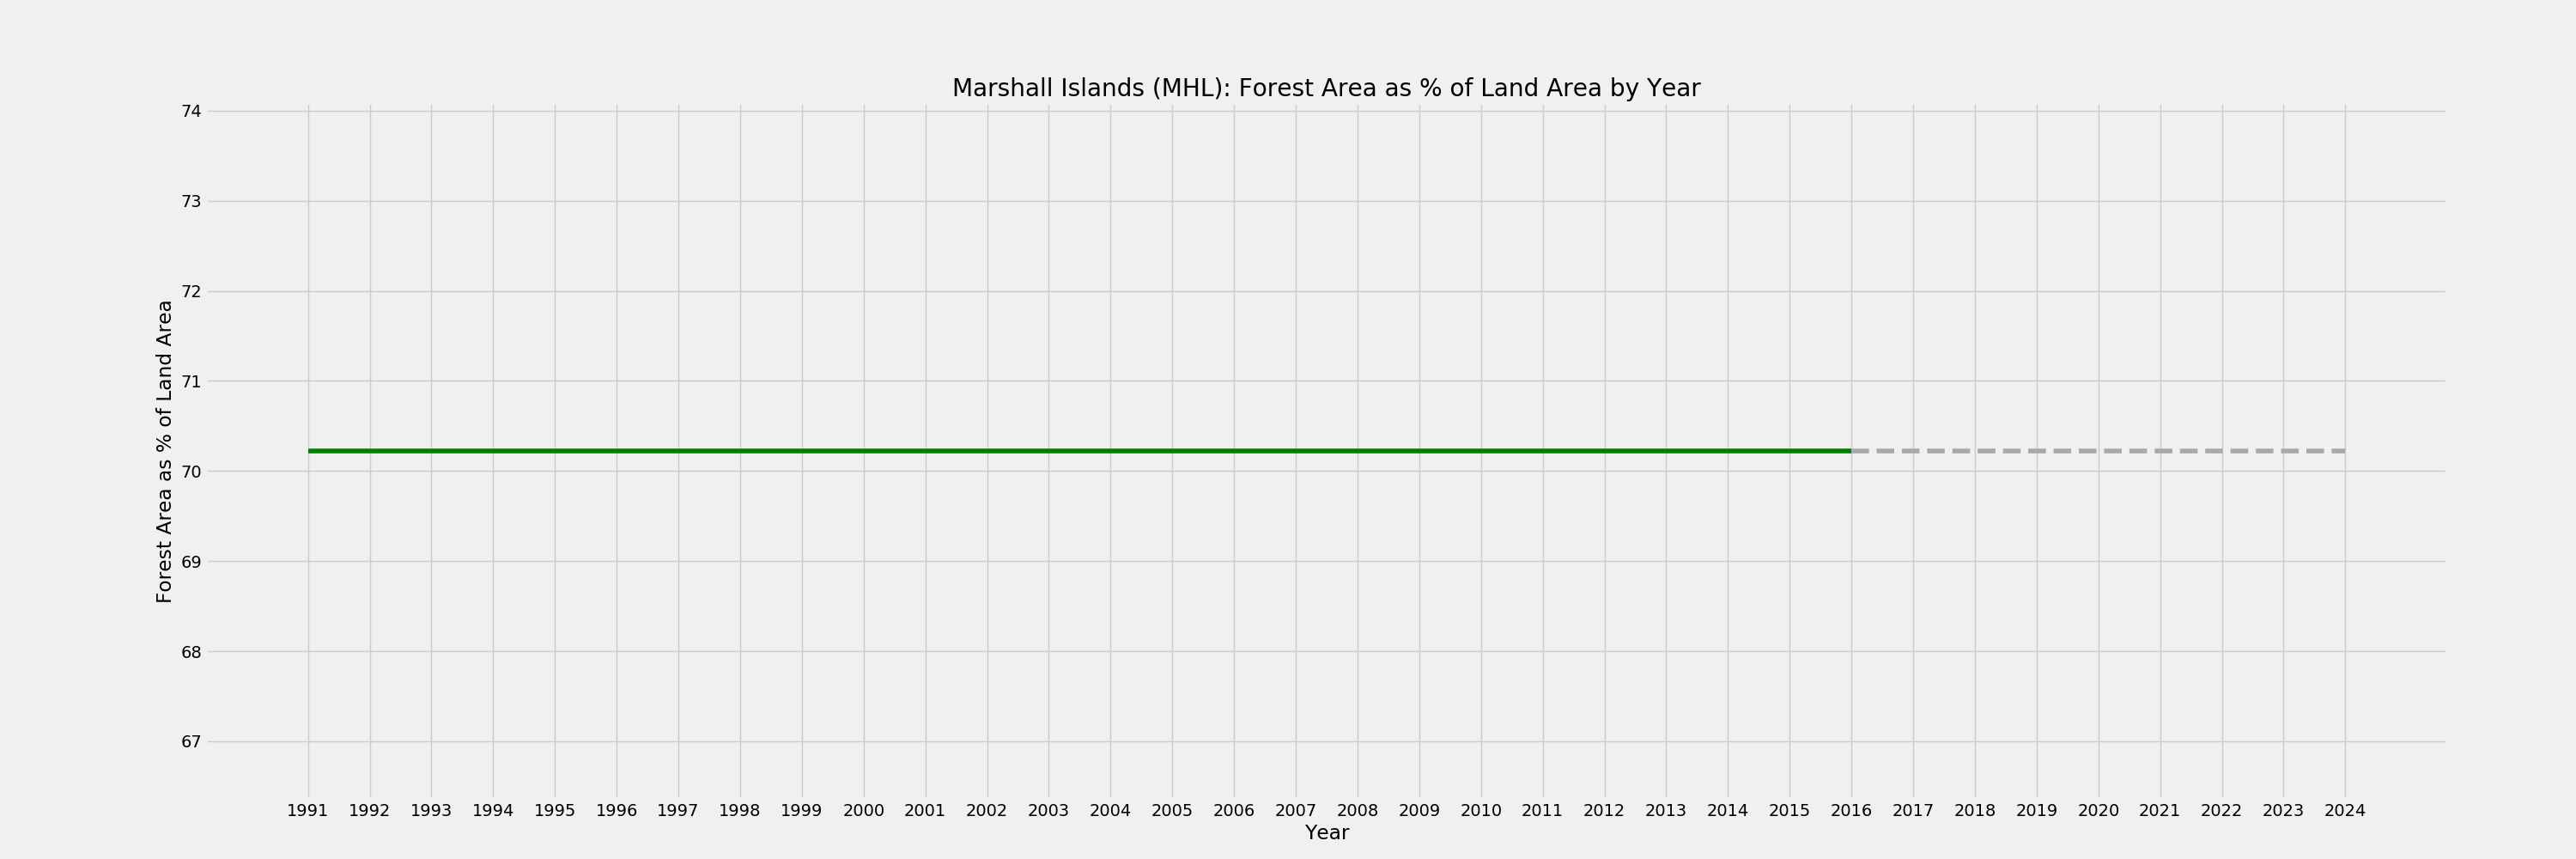 Marshall Islands (MHL): Forest Area as % of Land Area by Year
Forest Area as % of Land Area
74
73
72
71
70
69
68
67
1991 1992 1993 1994 1995 1996 1997 1998 1999 2000 2001 2002 2003 2004 2005 2006 2007 2008 2009 2010 2011 2012 2013 2014 2015 2016 2017 2018 2019 2020 2021 2022 2023 2024
Year